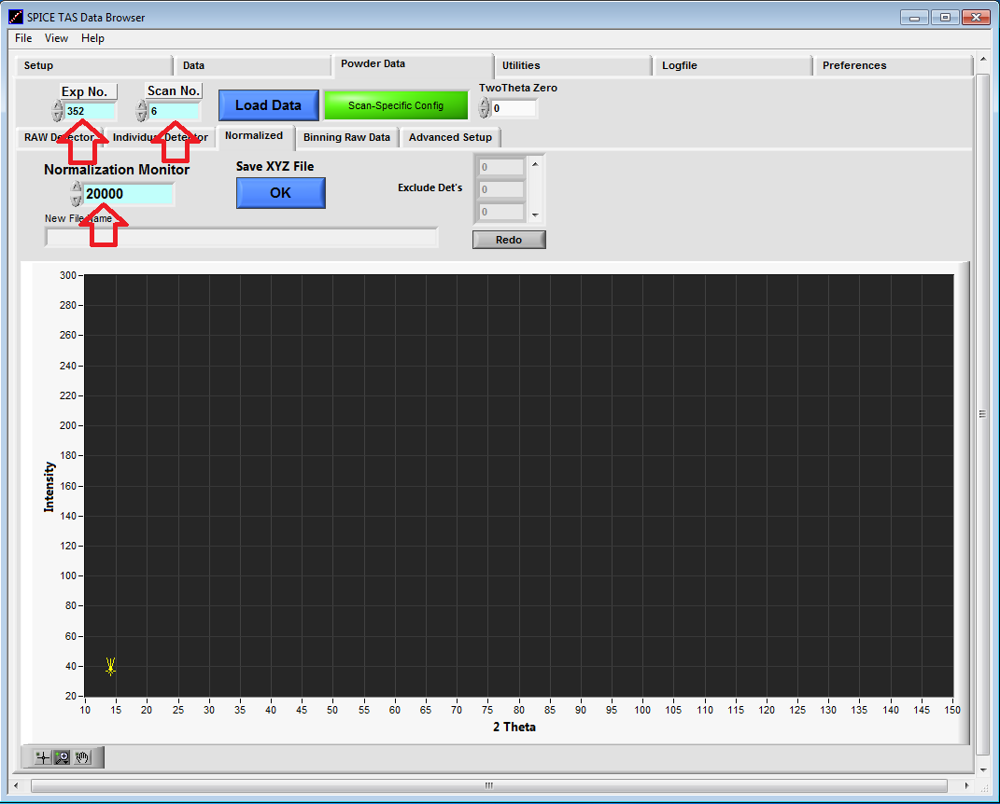 SPICE TAS Data Browser
File View Help
Setup Data Powder Data Utilities Logfile Preferences
Exp No. Scan No. TwoTheta Zero
352 6 Load Data Scan-Specific Config 0
RAW Detector Individual Detector Normalized Binning Raw Data Advanced Setup
Normalization Monitor Save XYZ File
20000 OK Exclude Det's
0
0
0
New File Name
Redo
300
280
260
240
220
200
180
160
140
120
100
80
60
40
20
Intensity
10 15 20 25 30 35 40 45 50 55 60 65 70 75 80 85 90 95 100 105 110 115 120 125 130 135 140 145 150
2 Theta